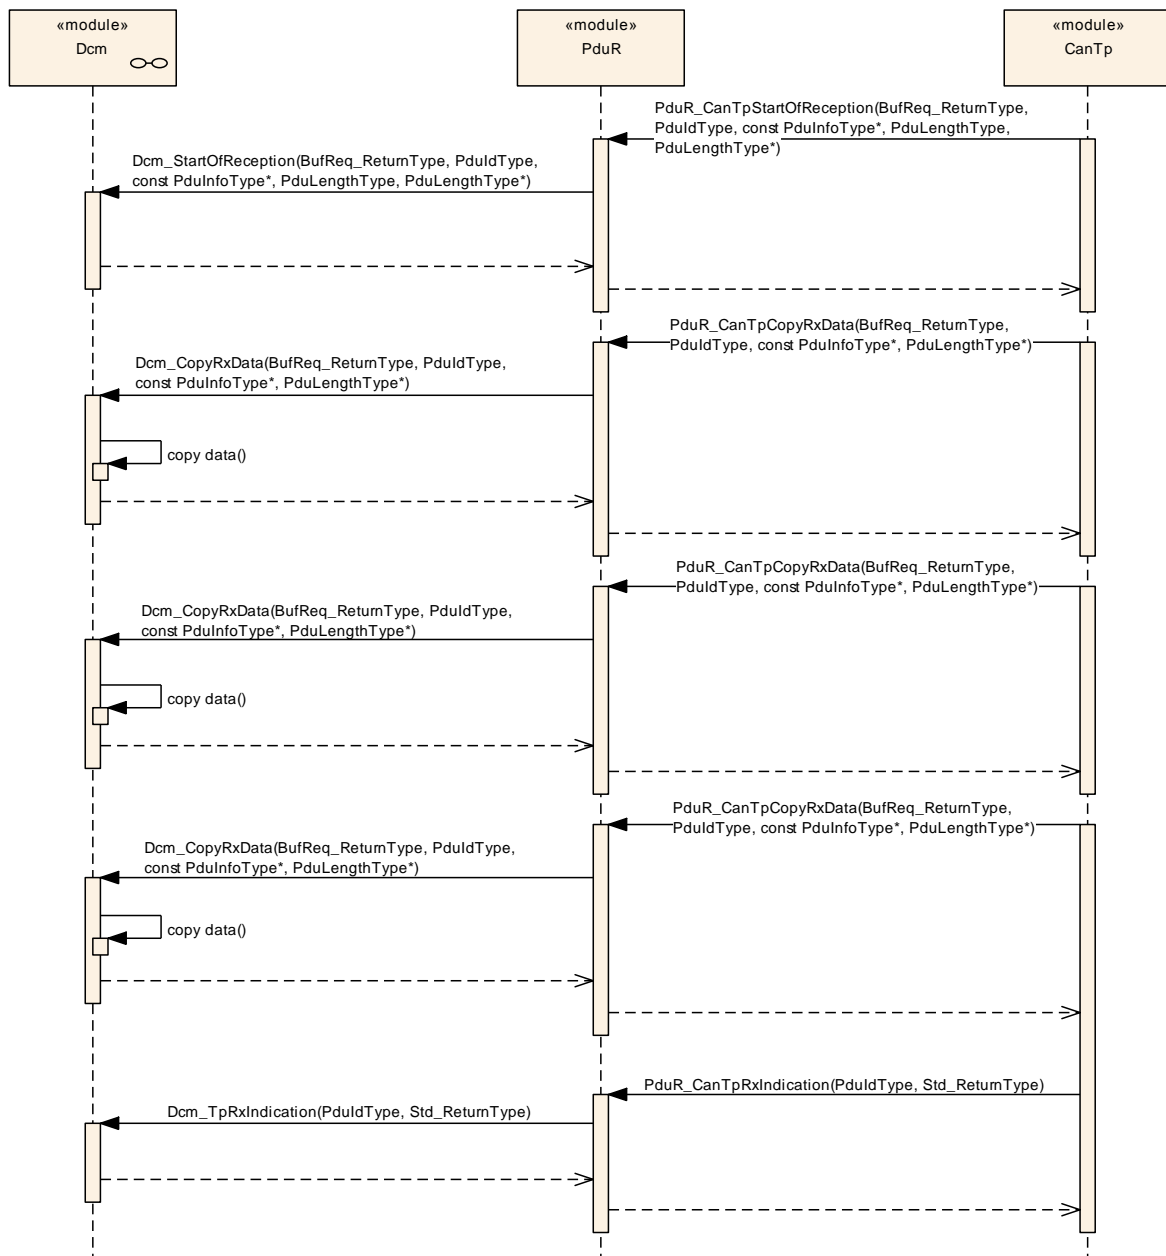 «module»
Dcm
«module»
PduR
«module»
CanTp
PduR_CanTpStartOfReception(BufReq_ReturnType,
PduIdType, const PduInfoType*, PduLengthType,
PduLengthType*)
Dcm_StartOfReception(BufReq_ReturnType, PduIdType,
const PduInfoType*, PduLengthType, PduLengthType*)
PduR_CanTpCopyRxData(BufReq_ReturnType,
PduIdType, const PduInfoType*, PduLengthType*)
Dcm_CopyRxData(BufReq_ReturnType, PduIdType,
const PduInfoType*, PduLengthType*)
copy data()
PduR_CanTpCopyRxData(BufReq_ReturnType,
PduIdType, const PduInfoType*, PduLengthType*)
Dcm_CopyRxData(BufReq_ReturnType, PduIdType,
const PduInfoType*, PduLengthType*)
copy data()
PduR_CanTpCopyRxData(BufReq_ReturnType,
PduIdType, const PduInfoType*, PduLengthType*)
Dcm_CopyRxData(BufReq_ReturnType, PduIdType,
const PduInfoType*, PduLengthType*)
copy data()
PduR_CanTpRxIndication(PduIdType, Std_ReturnType)
Dcm_TpRxIndication(PduIdType, Std_ReturnType)